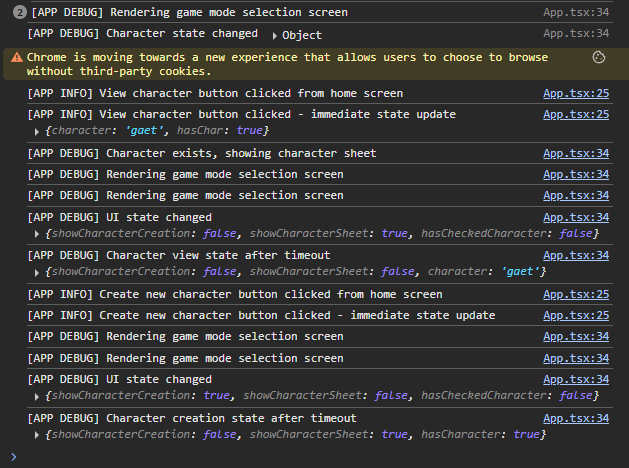 2 [APP DEBUG] Rendering game mode selection screen App.tsx:34
[APP DEBUG] Character state changed ▶ Object App.tsx:34
Chrome is moving towards a new experience that allows users to choose to browse
without third-party cookies.
[APP INFO] View character button clicked from home screen App.tsx:25
[APP INFO] View character button clicked - immediate state update App.tsx:25
▶ {character: 'gaet', hasChar: true}
[APP DEBUG] Character exists, showing character sheet App.tsx:34
[APP DEBUG] Rendering game mode selection screen App.tsx:34
[APP DEBUG] Rendering game mode selection screen App.tsx:34
[APP DEBUG] UI state changed App.tsx:34
▶ {showCharacterCreation: false, showCharacterSheet: true, hasCheckedCharacter: false}
[APP DEBUG] Character view state after timeout App.tsx:34
▶ {showCharacterCreation: false, showCharacterSheet: false, character: 'gaet'}
[APP INFO] Create new character button clicked from home screen App.tsx:25
[APP INFO] Create new character button clicked - immediate state update App.tsx:25
[APP DEBUG] Rendering game mode selection screen App.tsx:34
[APP DEBUG] Rendering game mode selection screen App.tsx:34
[APP DEBUG] UI state changed App.tsx:34
▶ {showCharacterCreation: true, showCharacterSheet: false, hasCheckedCharacter: false}
[APP DEBUG] Character creation state after timeout App.tsx:34
▶ {showCharacterCreation: false, showCharacterSheet: true, hasCharacter: true}